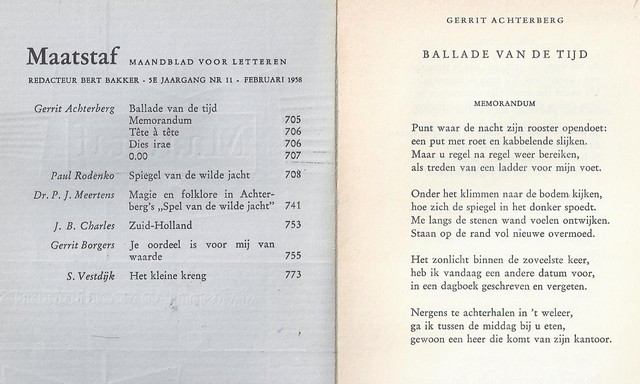 Maatstaf MAANDBLAD VOOR LETTEREN
REDACTEUR BERT BAKKER - 5E JAARGANG NR 11 - FEBRUARI 1958
Gerrit Achterberg Ballade van de tijd
Memorandum 705
Tête à tête 706
Dies irae 706
0.00 707
Paul Rodenko Spiegel van de wilde jacht 708
Dr. P. J. Meertens Magie en folklore in Achter-
berg's „Spel van de wilde jacht” 741
J. B. Charles Zuid-Holland 753
Gerrit Borgers Je oordeel is voor mij van
waarde 755
S. Vestdijk Het kleine kreng 773
GERRIT ACHTERBERG
BALLADE VAN DE TIJD
MEMORANDUM
Punt waar de nacht zijn rooster opendoet:
een put met roet en kabbelende slijken.
Maar u regel na regel weer bereiken,
als treden van een ladder voor mijn voet.
Onder het klimmen naar de bodem kijken,
hoe zich de spiegel in het donker spoedt.
Me langs de stenen wand voelen ontwijken.
Staan op de rand vol nieuwe overmoed.
Het zonlicht binnen de zoveelste keer,
heb ik vandaag een andere datum voor,
in een dagboek geschreven en vergeten.
Nergens te achterhalen in 't weleer,
ga ik tussen de middag bij u eten,
gewoon een heer die komt van zijn kantoor.